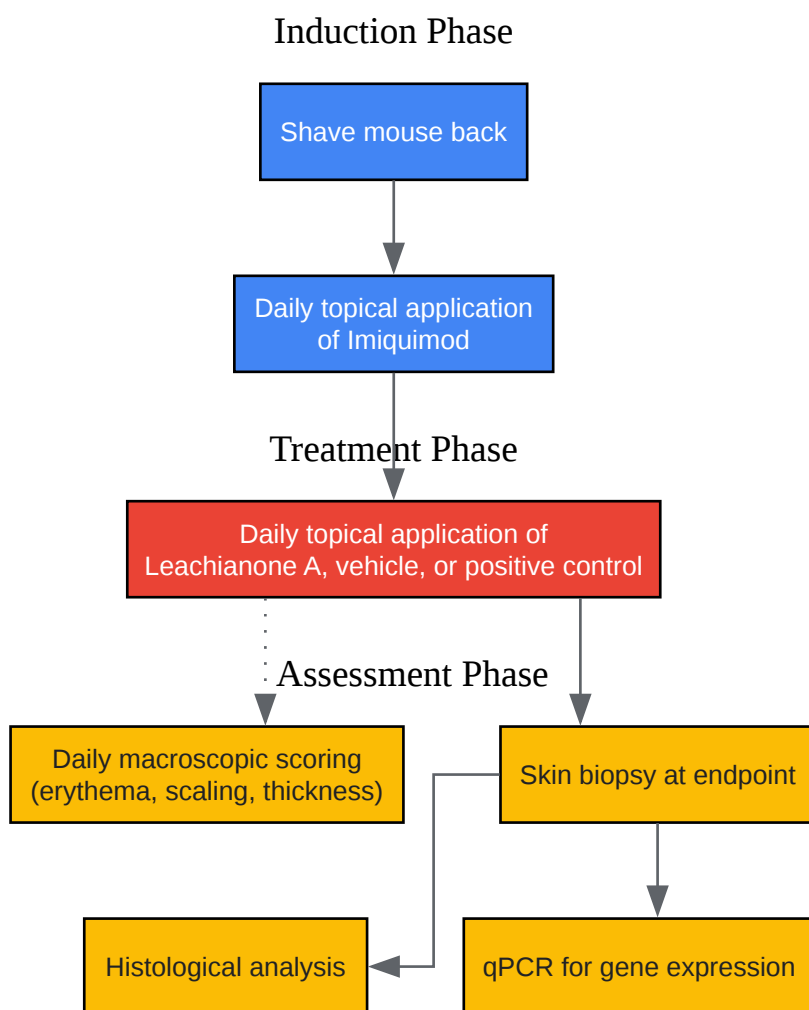 Induction Phase
Shave mouse back
Daily topical application
of Imiquimod
Treatment Phase
Daily topical application of
Leachianone A, vehicle, or positive control
Assessment Phase
Daily macroscopic scoring
(erythema, scaling, thickness)
Skin biopsy at endpoint
Histological analysis
qPCR for gene expression